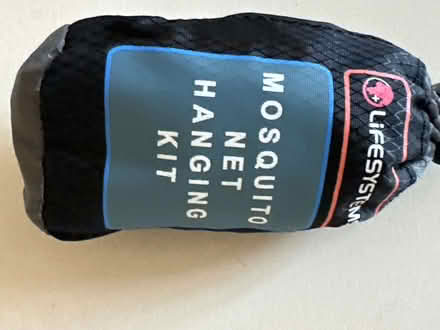 MOSQUITO
NET
HANGING
KIT
LIFESYSTEMS